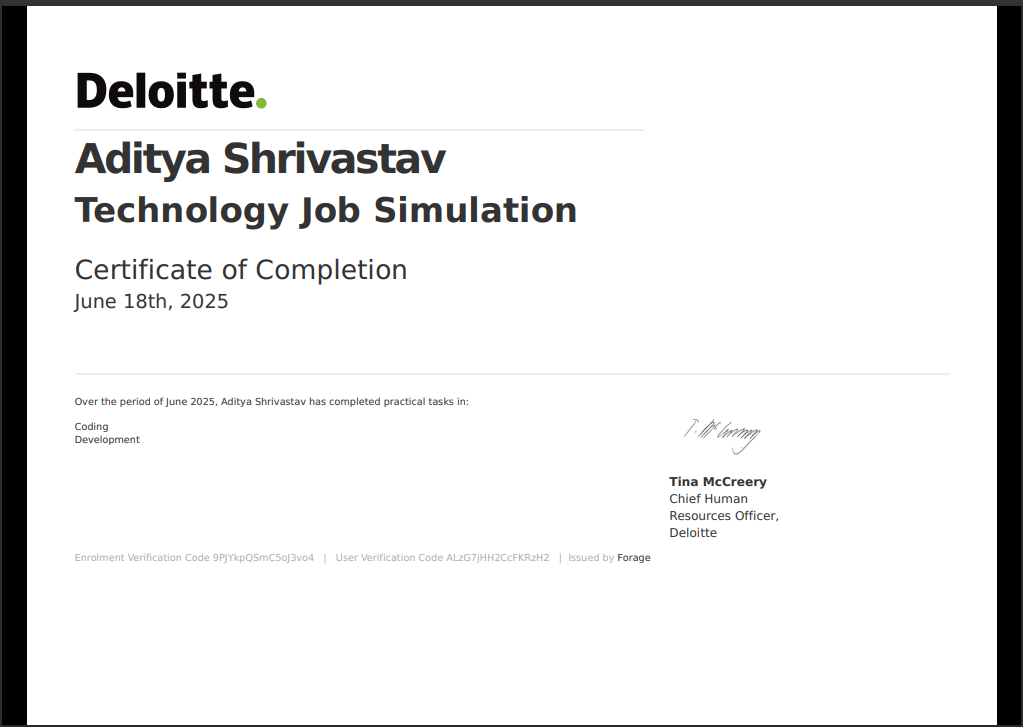 Deloitte.
Aditya Shrivastav
Technology Job Simulation
Certificate of Completion
June 18th, 2025
Over the period of June 2025, Aditya Shrivastav has completed practical tasks in:
Coding
Development
T. McCreery
Tina McCreery
Chief Human
Resources Officer,
Deloitte
Enrolment Verification Code 9PJYkpQSmC5oJ3vo4 | User Verification Code ALzG7jHH2CcFKRzH2 | Issued by Forage